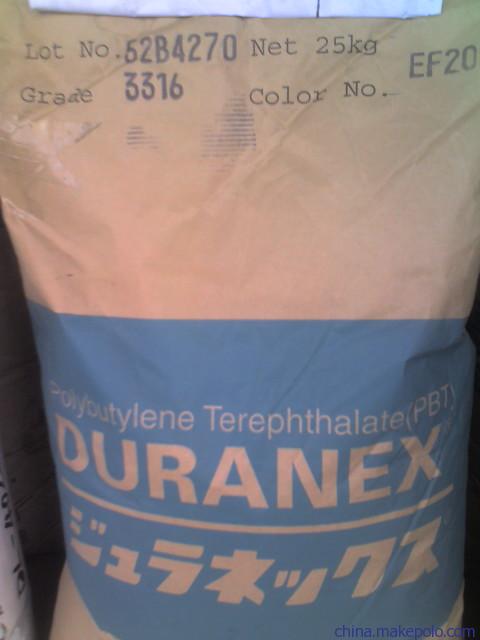 Lot No. 52B4270 Net 25kg
Grade 3316 Color No. EF20
Polybutylene Terephthalate (PBT)
DURANEX
ジュラネックス
china.makepolo.com